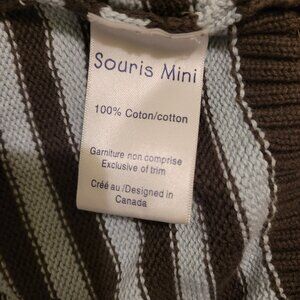 Souris Mini
100% Coton/cotton
Garniture non comprise
Exclusive of trim
Créé au /Designed in
Canada